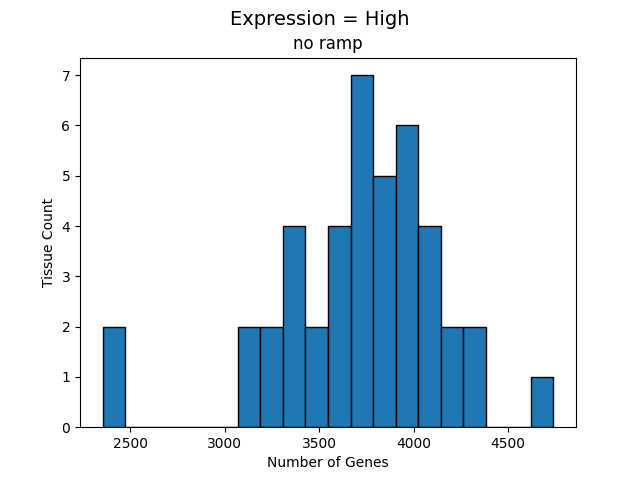 Expression = High
no ramp
7
6
5
4
3
2
1
0
Tissue Count
2500 3000 3500 4000 4500
Number of Genes